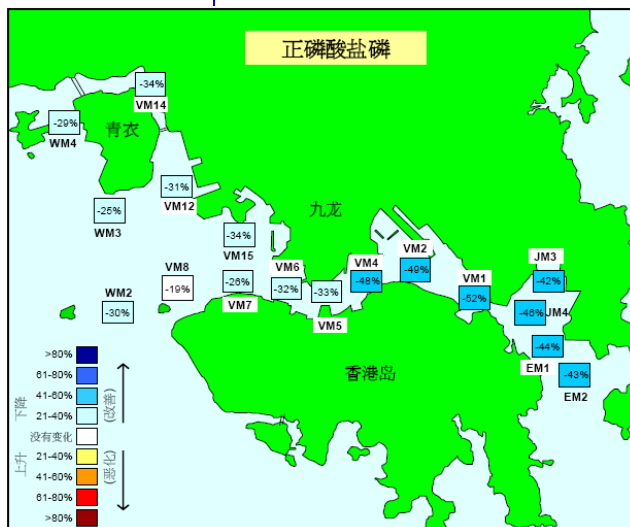 正磷酸盐磷
-34%
VM14
-29%
WM4
青衣
-31%
VM12
-25%
WM3
九龙
-34%
VM15
VM2
-49%
VM8
-19%
-26%
VM7
VM6
-32%
-33%
VM5
VM4
-48%
VM1
-52%
JM3
-42%
-46%
JM4
WM2
-30%
-44%
EM1
-43%
EM2
香港岛
>80%
61-80%
41-60%
21-40%
没有变化
21-40%
41-60%
61-80%
>80%
下降
(改善)
上升
(恶化)